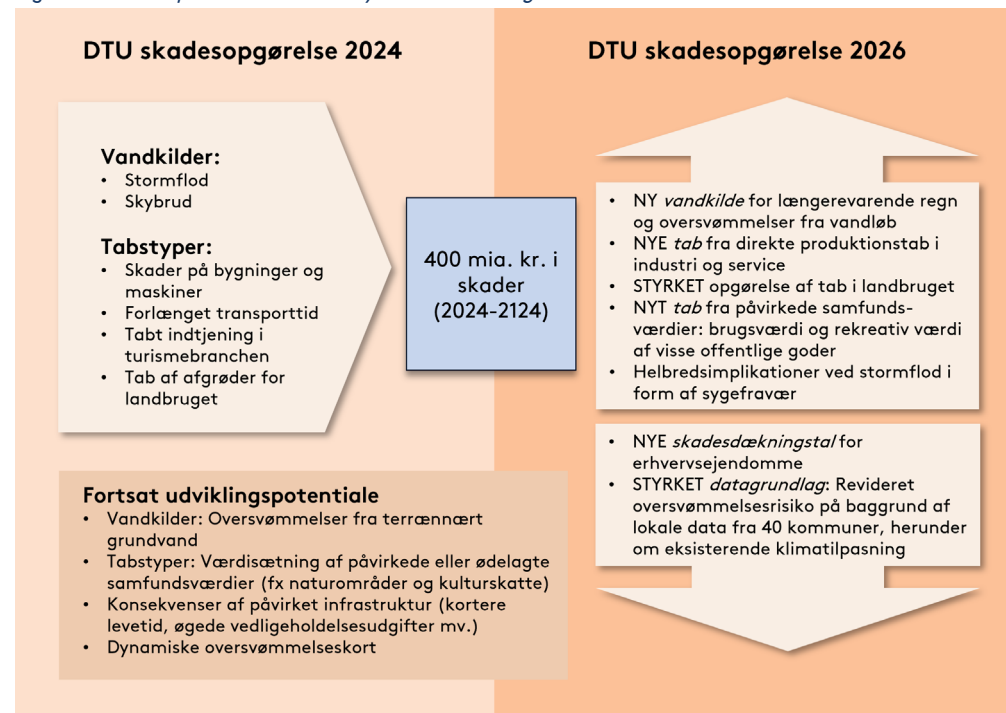 DTU skadesopgørelse 2024
Vandkilder:
• Stormflod
• Skybrud
Tabstyper:
• Skader på bygninger og
maskiner
• Forlænget transporttid
• Tabt indtjening i
turismebranchen
• Tab af afgrøder for
landbruget
400 mia. kr. i
skader
(2024-2124)
Fortsat udviklingspotentiale
• Vandkilder: Oversvømmelser fra terrænnært
grundvand
• Tabstyper: Værdisætning af påvirkede eller ødelagte
samfundsværdier (fx naturområder og kulturskatte)
• Konsekvenser af påvirket infrastruktur (kortere
levetid, øgede vedligeholdelsesudgifter mv.)
• Dynamiske oversvømmelseskort
DTU skadesopgørelse 2026
• NY vandkilde for længerevarende regn
og oversvømmelser fra vandløb
• NYE tab fra direkte produktionstab i
industri og service
• STYRKET opgørelse af tab i landbruget
• NYT tab fra påvirkede samfunds-
værdier: brugsværdi og rekreativ værdi
af visse offentlige goder
• Helbredsimplikationer ved stormflod i
form af sygefravær
• NYE skadesdækningstal for
erhvervsejendomme
• STYRKET datagrundlag: Revideret
oversvømmelsesrisiko på baggrund af
lokale data fra 40 kommuner, herunder
om eksisterende klimatilpasning